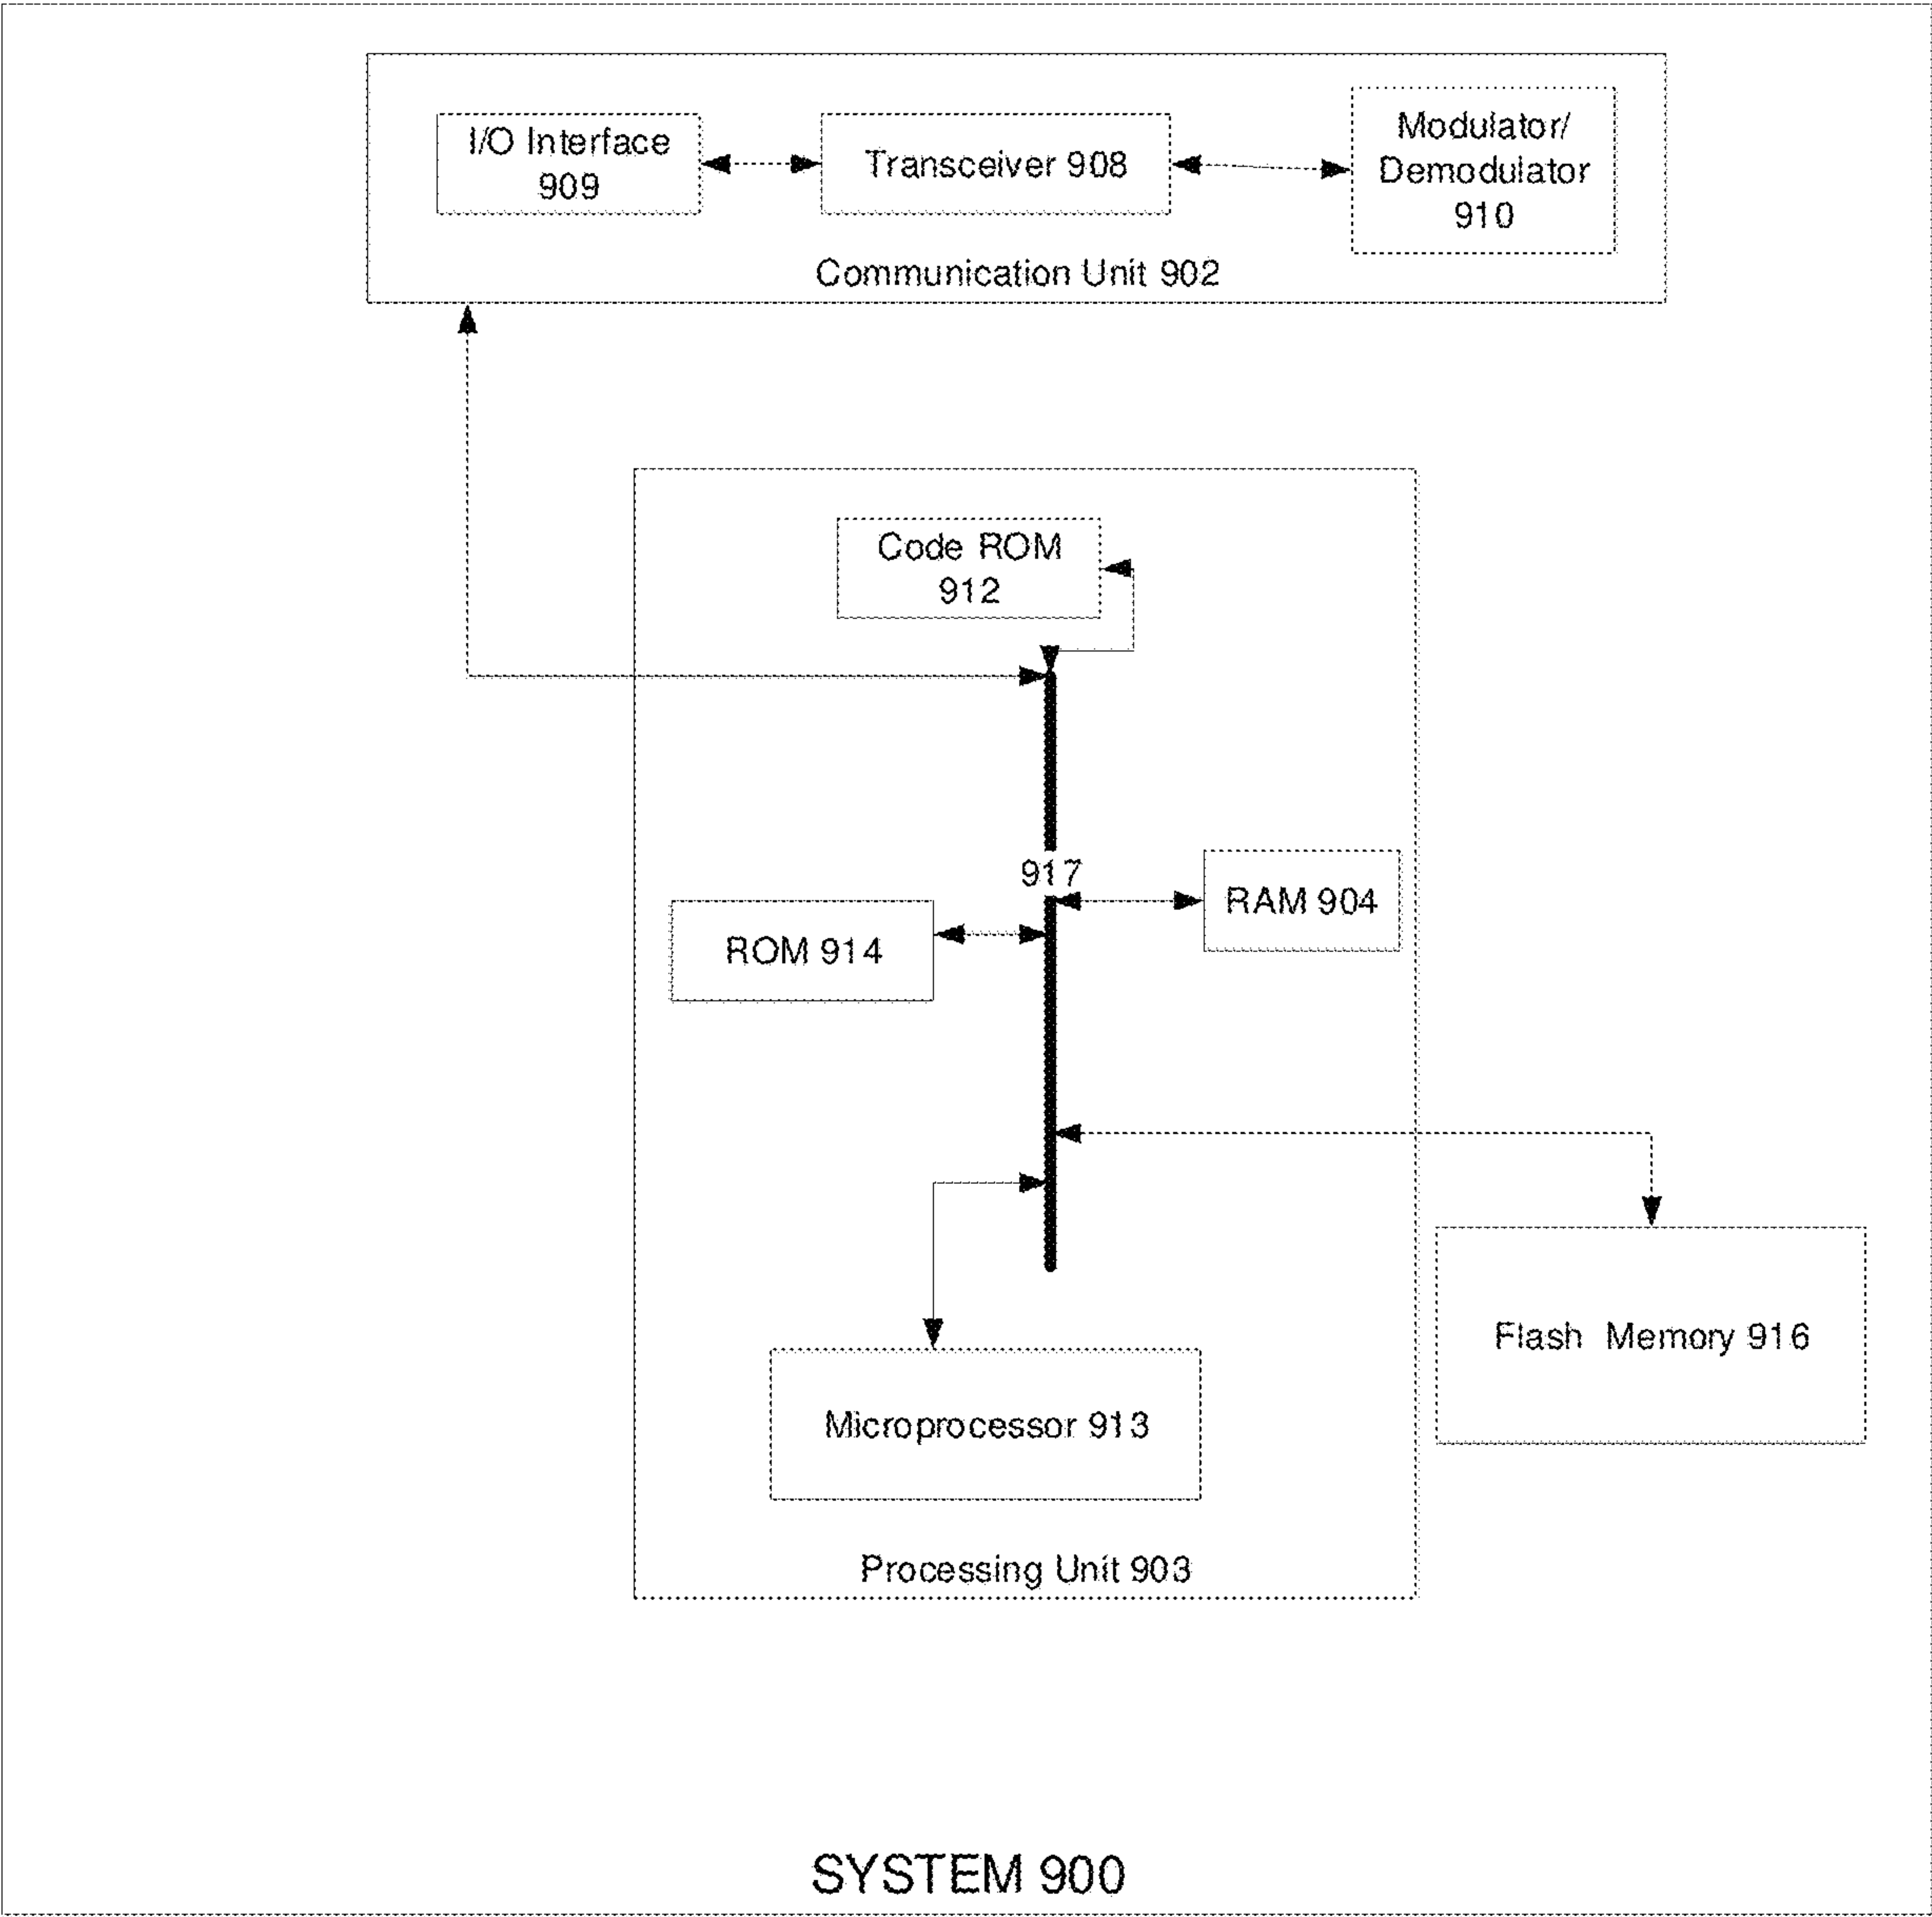 I/O Interface
909
Transceiver 908
Modulator/
Demodulator
910
Communication Unit 902
Code ROM
912
917
RAM 904
ROM 914
Flash Memory 916
Microprocessor 913
Processing Unit 903
SYSTEM 900